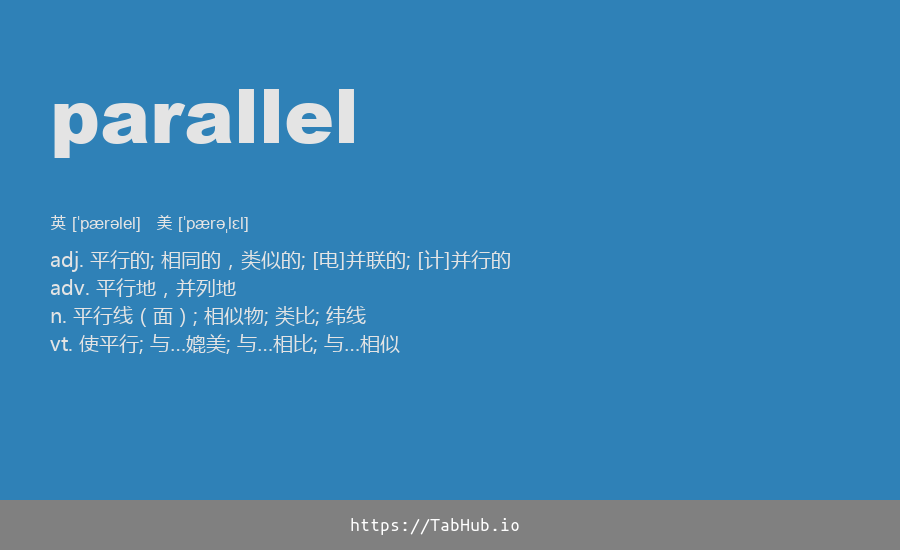 parallel
英 [ˈpærəlel] 美 [ˈpærəˌlɛl]
adj. 平行的; 相同的，类似的; [电]并联的; [计]并行的
adv. 平行地，并列地
n. 平行线（面）; 相似物; 类比; 纬线
vt. 使平行; 与…媲美; 与…相比; 与…相似
https://TabHub.io